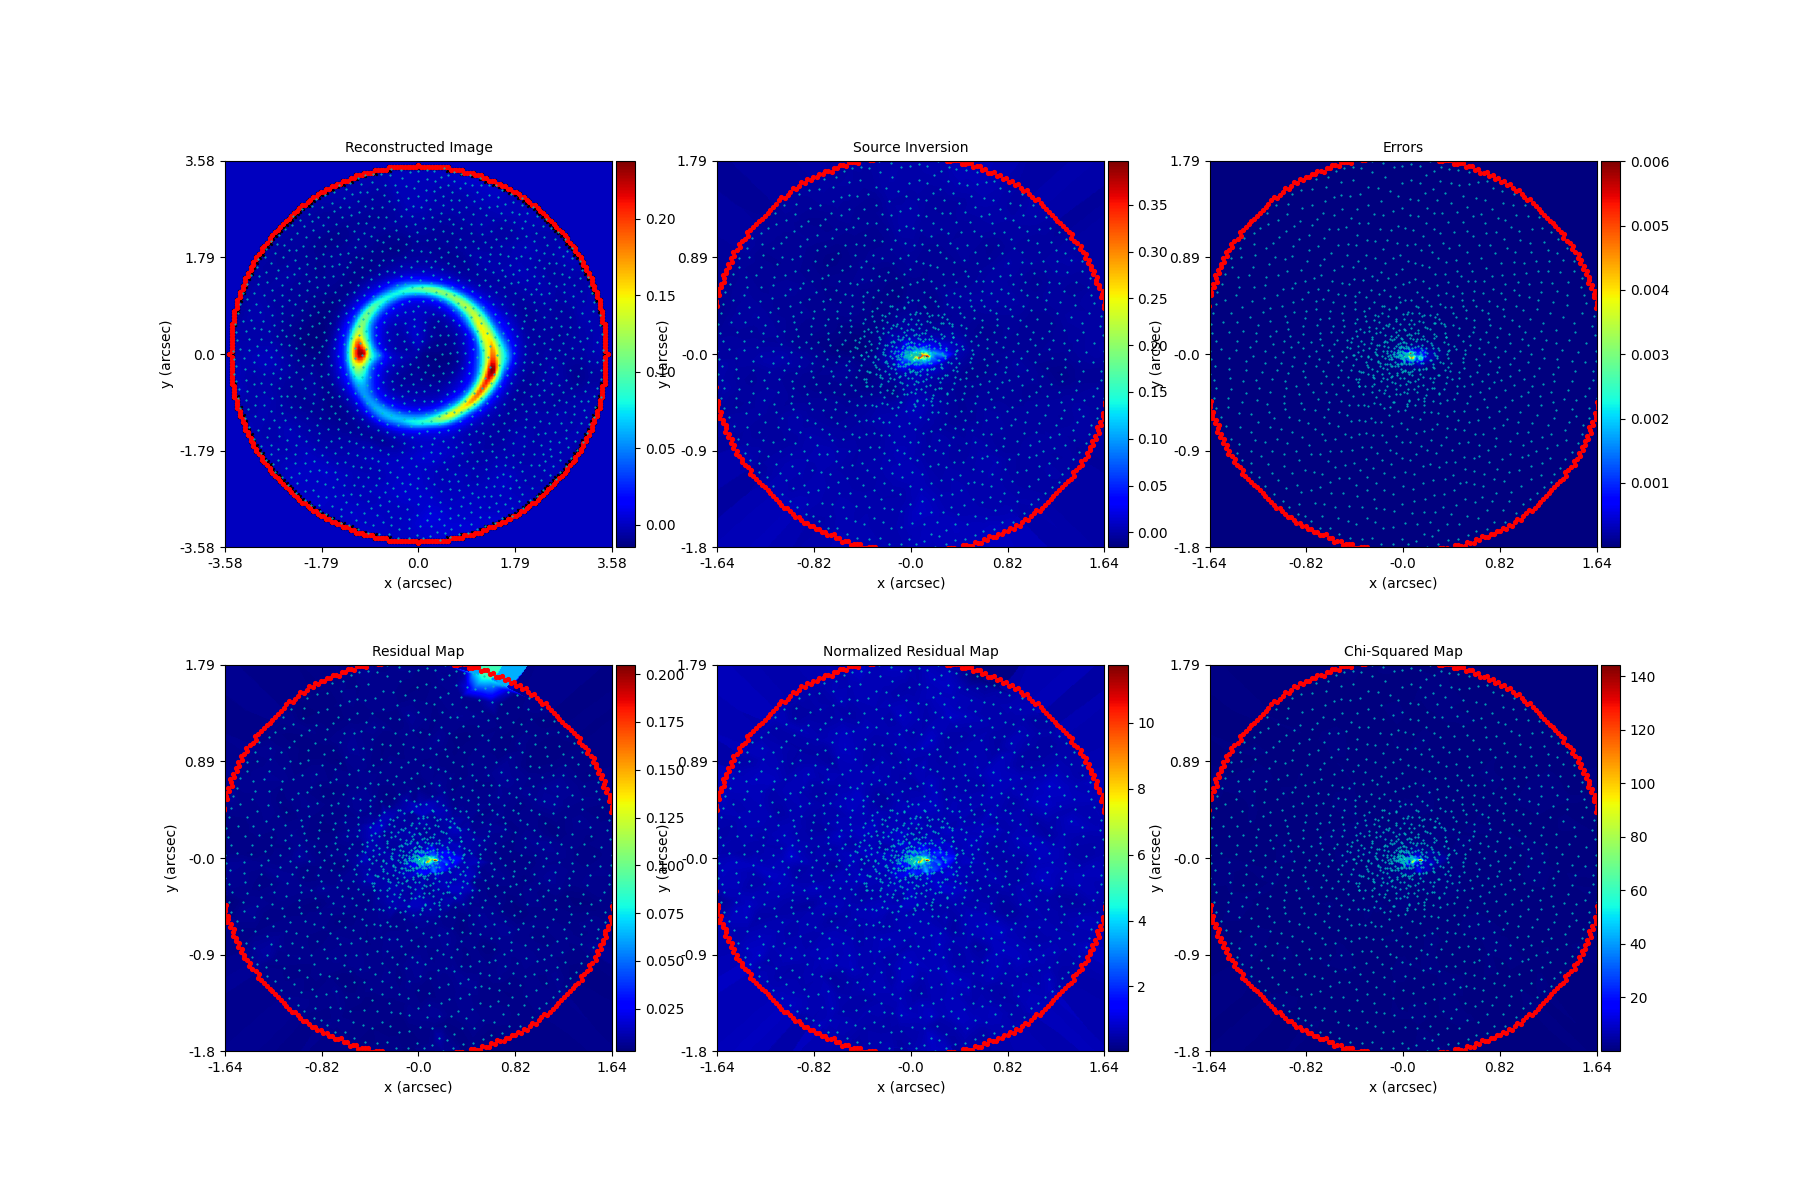 Reconstructed Image
3.58
1.79
0.0
-1.79
-3.58
-3.58 -1.79 0.0 1.79 3.58
x (arcsec)
y (arcsec)
0.20
0.15
0.10
0.05
0.00
Source Inversion
1.79
0.89
-0.0
-0.9
-1.8
-1.64 -0.82 -0.0 0.82 1.64
x (arcsec)
y (arcsec)
0.35
0.30
0.25
0.20
0.15
0.10
0.05
0.00
Errors
0.89
-0.0
-0.9
-1.8
-1.64 -0.82 -0.0 0.82 1.64
x (arcsec)
y (arcsec)
1.79
0.006
0.005
0.004
0.003
0.002
0.001
Residual Map
1.79
0.89
-0.0
-0.9
-1.8
-1.64 -0.82 -0.0 0.82 1.64
x (arcsec)
y (arcsec)
0.200
0.175
0.150
0.125
0.100
0.075
0.050
0.025
Normalized Residual Map
1.79
0.89
-0.0
-0.9
-1.8
-1.64 -0.82 -0.0 0.82 1.64
x (arcsec)
y (arcsec)
10
8
6
4
2
Chi-Squared Map
1.79
0.89
-0.0
-0.9
-1.8
-1.64 -0.82 -0.0 0.82 1.64
x (arcsec)
y (arcsec)
140
120
100
80
60
40
20